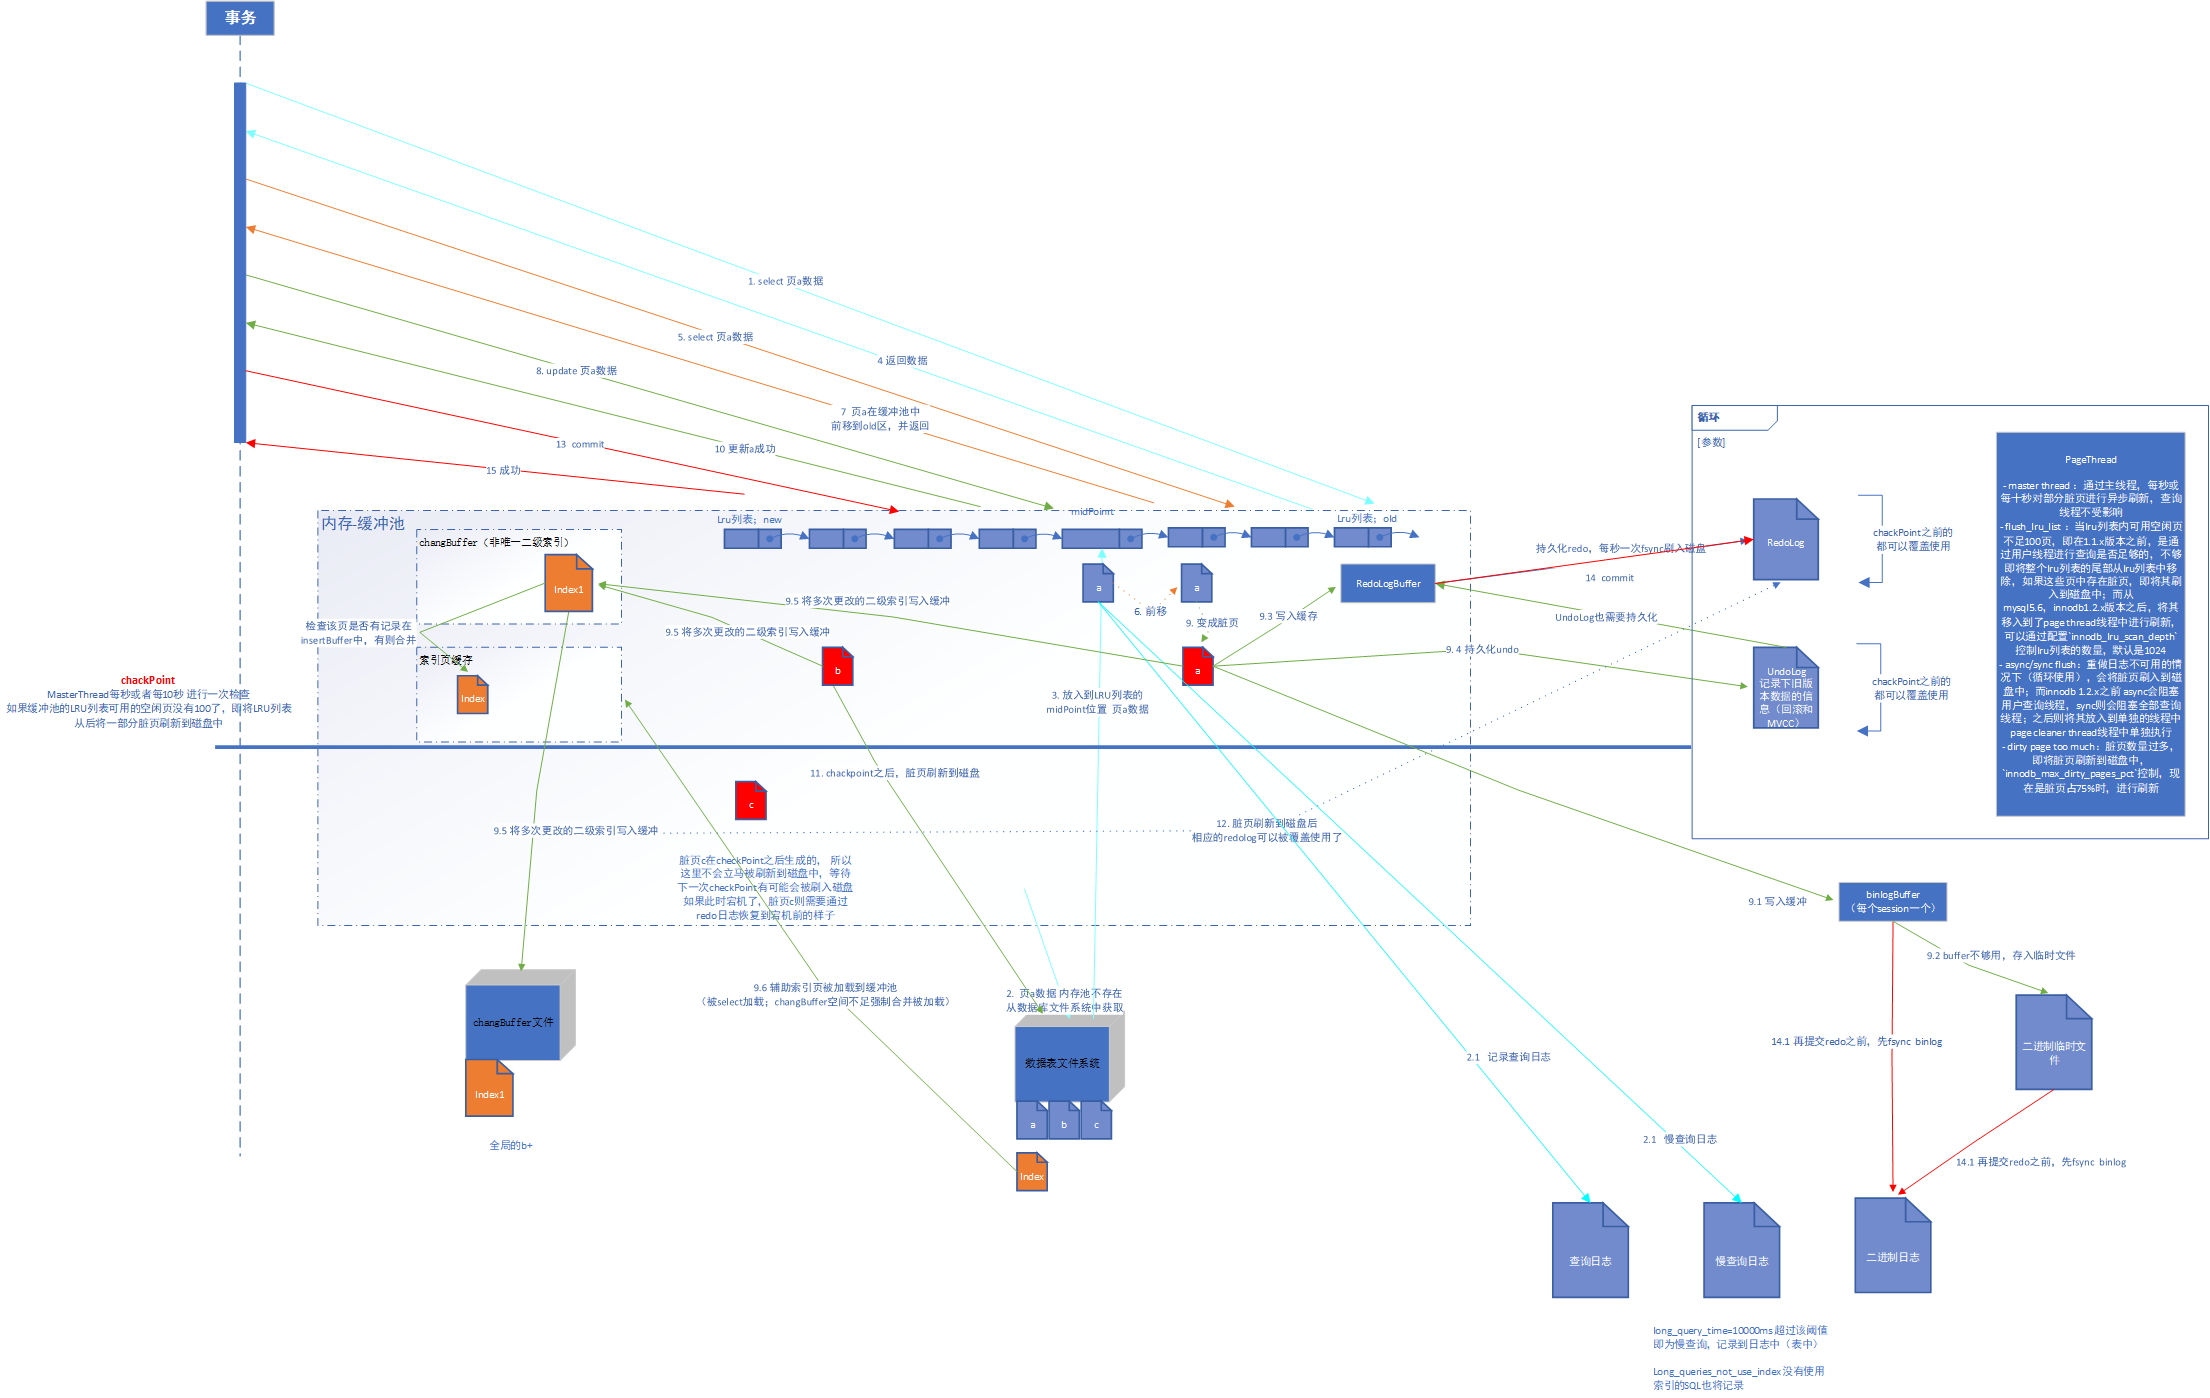 事务
1. select 页a数据
5. select 页a数据
4 返回数据
8. update 页a数据
7  页a在缓冲池中
前移到old区，并返回
13  commit
10 更新a成功
15 成功
循环
[参数]
内存-缓冲池
Lru列表；new
midPoimt
Lru列表；old
changBuffer（非唯一二级索引）
Index1
a
a
6. 前移
9. 变成脏页
RedoLogBuffer
9.3 写入缓存
持久化redo，每秒一次fsync刷入磁盘
14  commit
UndoLog也需要持久化
9. 4 持久化undo
RedoLog
chackPoint之前的
都可以覆盖使用
UndoLog
记录下旧版
本数据的信
息（回滚和
MVCC）
chackPoint之前的
都可以覆盖使用
PageThread
- master thread ：通过主线程，每秒或
每十秒对部分脏页进行异步刷新，查询
线程不受影响
- flush_lru_list ：当lru列表内可用空闲页
不足100页，即在1.1.x版本之前，是通
过用户线程进行查询是否足够的，不够
即将整个lru列表的尾部从lru列表中移
除，如果这些页中存在脏页，即将其刷
入到磁盘中；而从
mysql5.6，innodb1.2.x版本之后，将其
移入到了page thread线程中进行刷新，
可以通过配置`innodb_lru_scan_depth`
控制lru列表的数量，默认是1024
- async/sync flush：重做日志不可用的情
况下（循环使用），会将脏页刷入到磁
盘中；而innodb 1.2.x之前 async会阻塞
用户查询线程，sync则会阻塞全部查询
线程；之后则将其放入到单独的线程中
page cleaner thread线程中单独执行
- dirty page too much：脏页数量过多，
即将脏页刷新到磁盘中，
`innodb_max_dirty_pages_pct`控制，现
在是脏页占75%时，进行刷新
9.5 将多次更改的二级索引写入缓冲
9.5 将多次更改的二级索引写入缓冲
检查该页是否有记录在
insertBuffer中，有则合并
索引页缓存
Index
b
a
chackPoint
MasterThread每秒或者每10秒 进行一次检查
如果缓冲池的LRU列表可用的空闲页没有100了，即将LRU列表
从后将一部分脏页刷新到磁盘中
3. 放入到LRU列表的
midPoint位置  页a数据
11. chackpoint之后，脏页刷新到磁盘
c
9.5 将多次更改的二级索引写入缓冲
12. 脏页刷新到磁盘后
相应的redolog可以被覆盖使用了
脏页c在checkPoint之后生成的， 所以
这里不会立马被刷新到磁盘中，等待
下一次checkPoint有可能会被刷入磁盘
如果此时宕机了，脏页c则需要通过
redo日志恢复到宕机前的样子
9.1 写入缓冲
binlogBuffer
（每个session一个）
9.2 buffer不够用，存入临时文件
9.6 辅助索引页被加载到缓冲池
（被select加载；changBuffer空间不足强制合并被加载）
2.  页a数据 内存池不存在
从数据库文件系统中获取
changBuffer文件
Index1
全局的b+
数据表文件系统
a
b
c
Index
2.1   记录查询日志
2.1   慢查询日志
14.1 再提交redo之前，先fsync  binlog
二进制临时文
件
14.1 再提交redo之前，先fsync  binlog
查询日志
慢查询日志
二进制日志
long_query_time=10000ms 超过该阈值
即为慢查询，记录到日志中（表中）
Long_queries_not_use_index 没有使用
索引的SQL也将记录